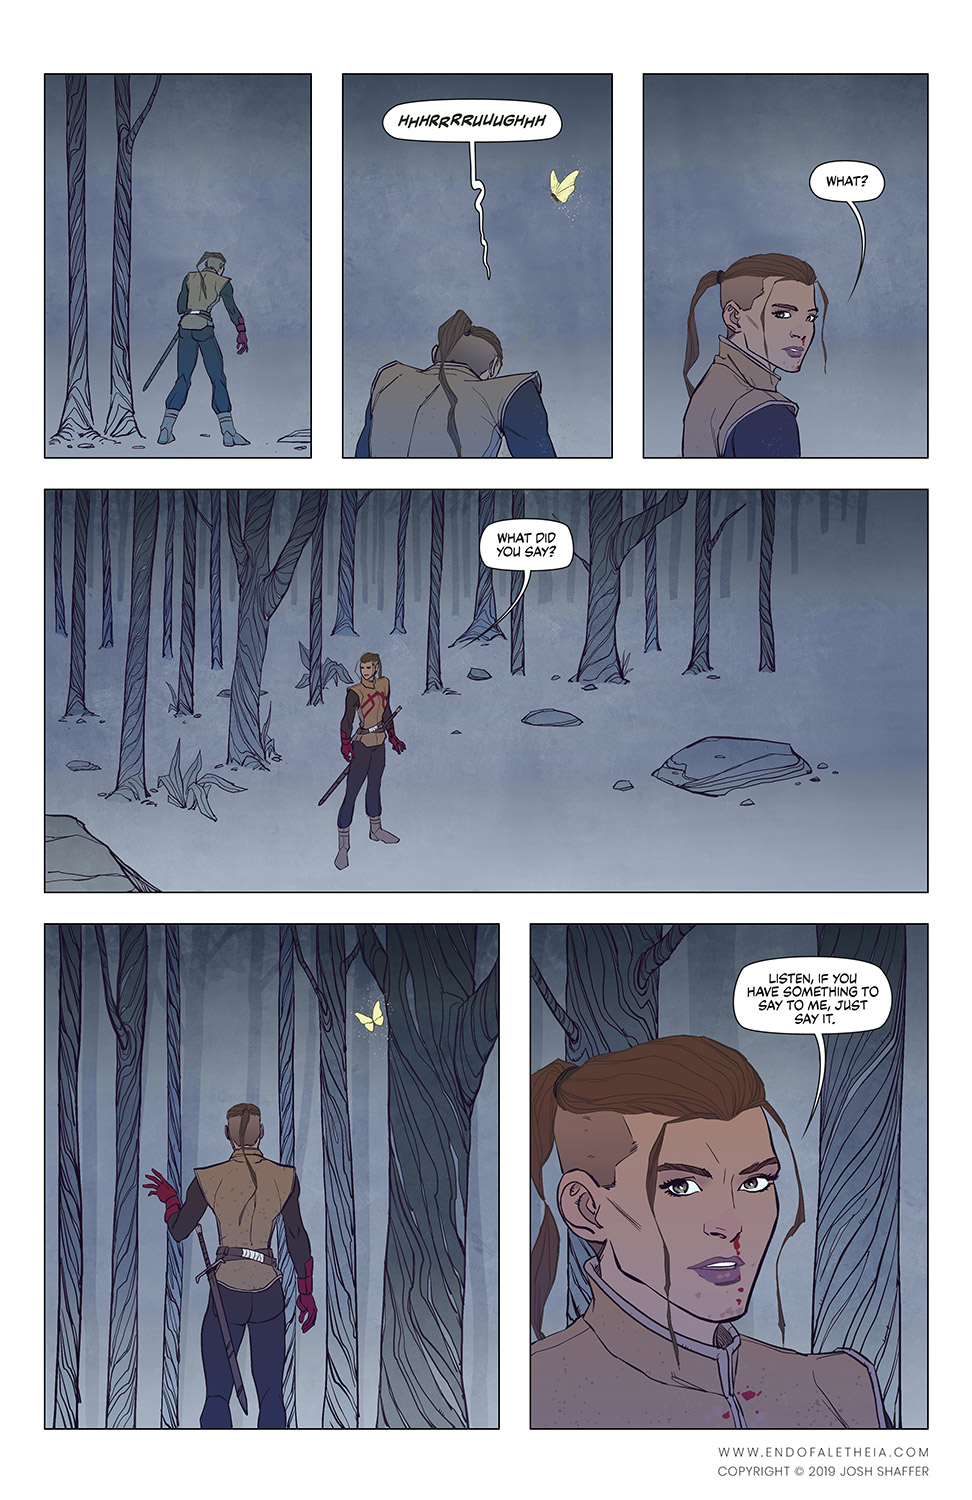 HHHRRRRUUUGHHH
WHAT?
WHAT DID
YOU SAY?
LISTEN, IF YOU
HAVE SOMETHING TO
SAY TO ME, JUST
SAY IT.
WWW.ENDOFALETHEIA.COM
COPYRIGHT © 2019 JOSH SHAFFER